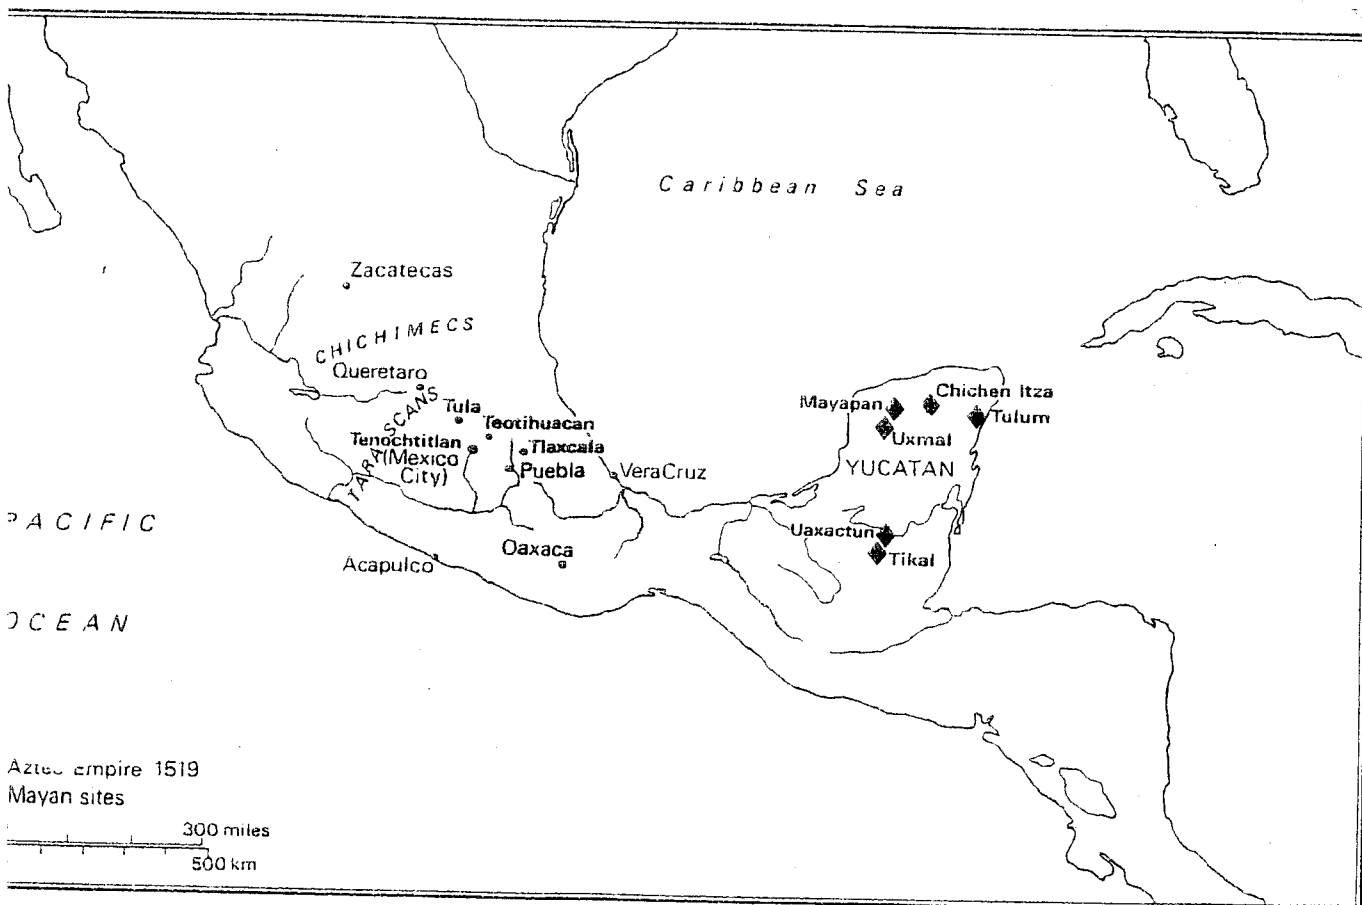 Caribbean Sea
Zacatecas
CHICHIMECS
Queretaro
TARASCANS
Tula
Teotihuacan
Tenochtitlan
(Mexico
City)
Tlaxcala
Puebla
VeraCruz
Mayapan
Chichen Itza
Tulum
Uxmal
YUCATAN
Uaxactun
Tikal
PACIFIC
OCEAN
Acapulco
Oaxaca
Aztec Empire 1519
Mayan sites
300 miles
500 km